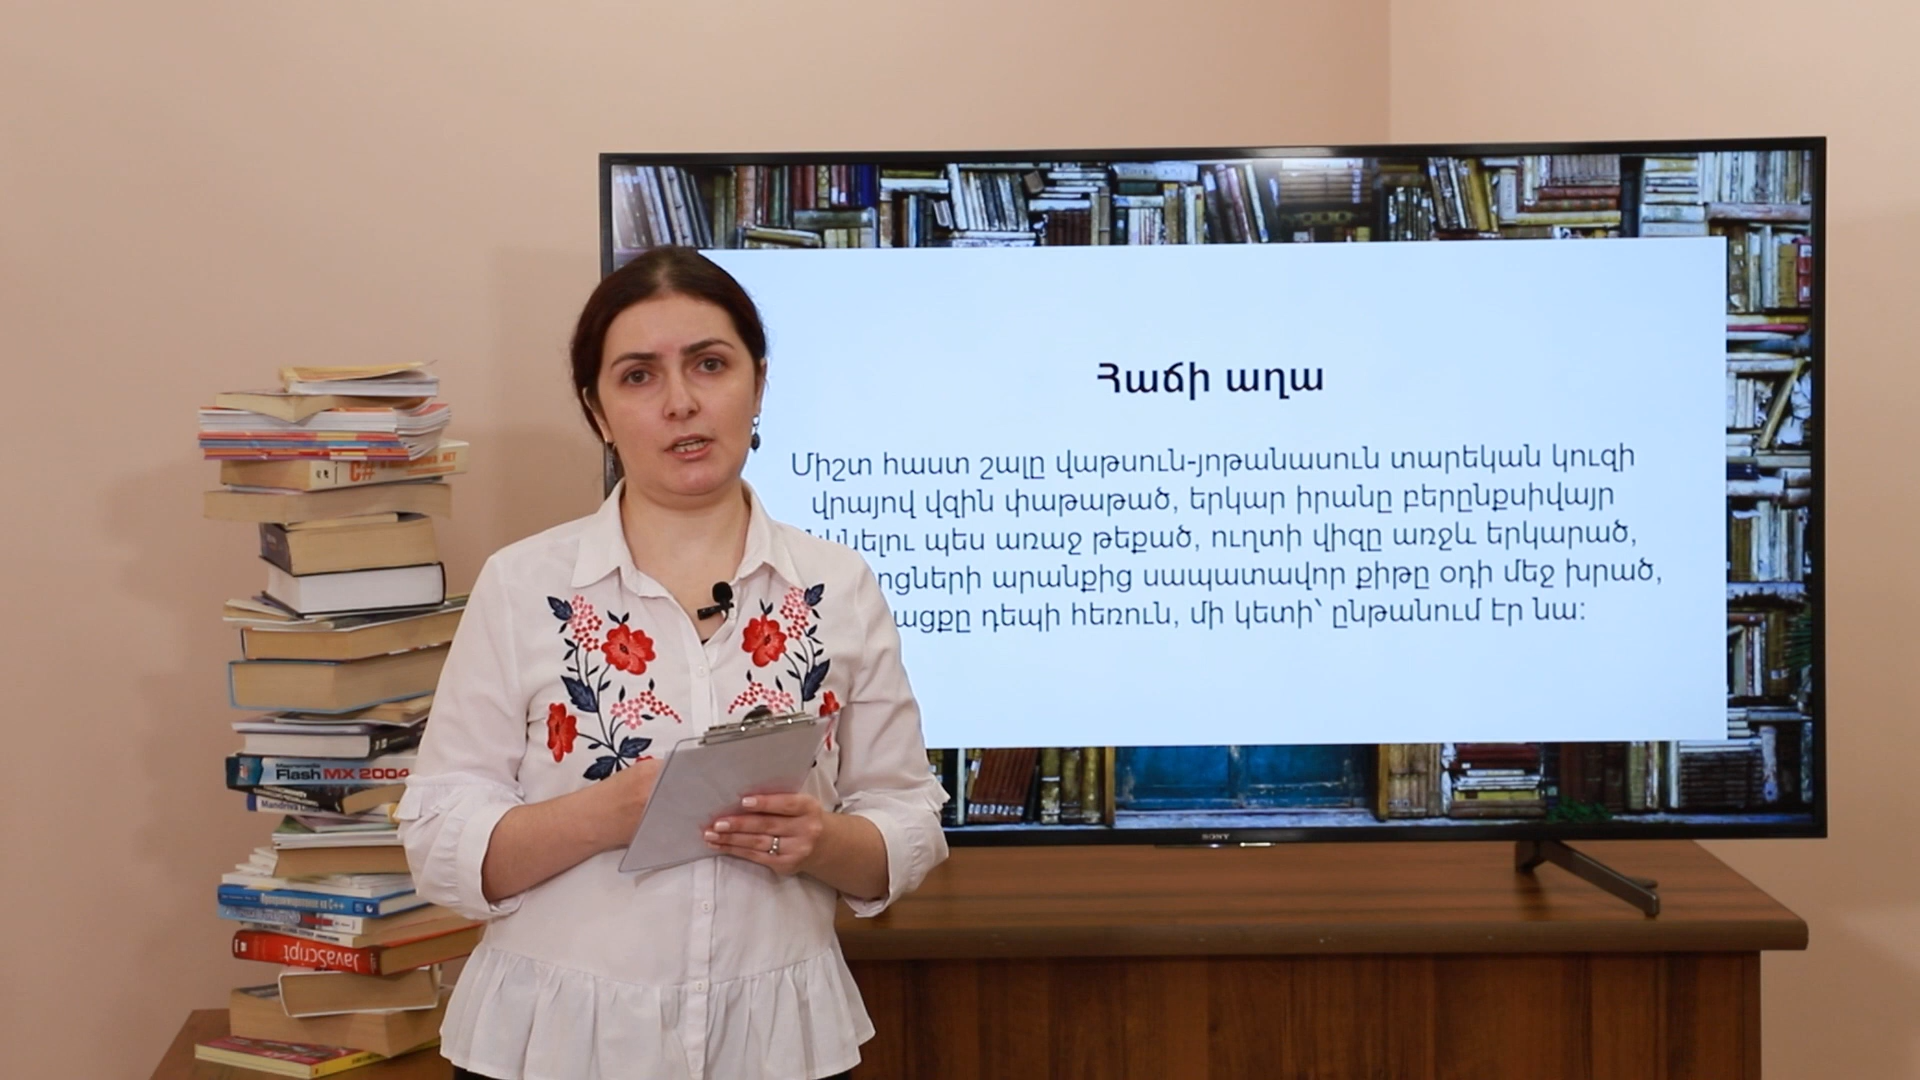 Հաճի աղա
Միշտ հաստ շալը վաթսուն-յոթանասուն տարեկան կուզի
վրայով վզին փաթաթած, երկար իրանը բերընքսիվայր
պես առաջ թեքած, ուղտի վիզը առջև երկարած,
արանքից սապատավոր քիթը օդի մեջ խրած,
դեպի հեռուն, մի կետի՝ ընթանում էր նա:
SONY
C#
.NET
Flash MX 2004
Mandriva
JavaScript